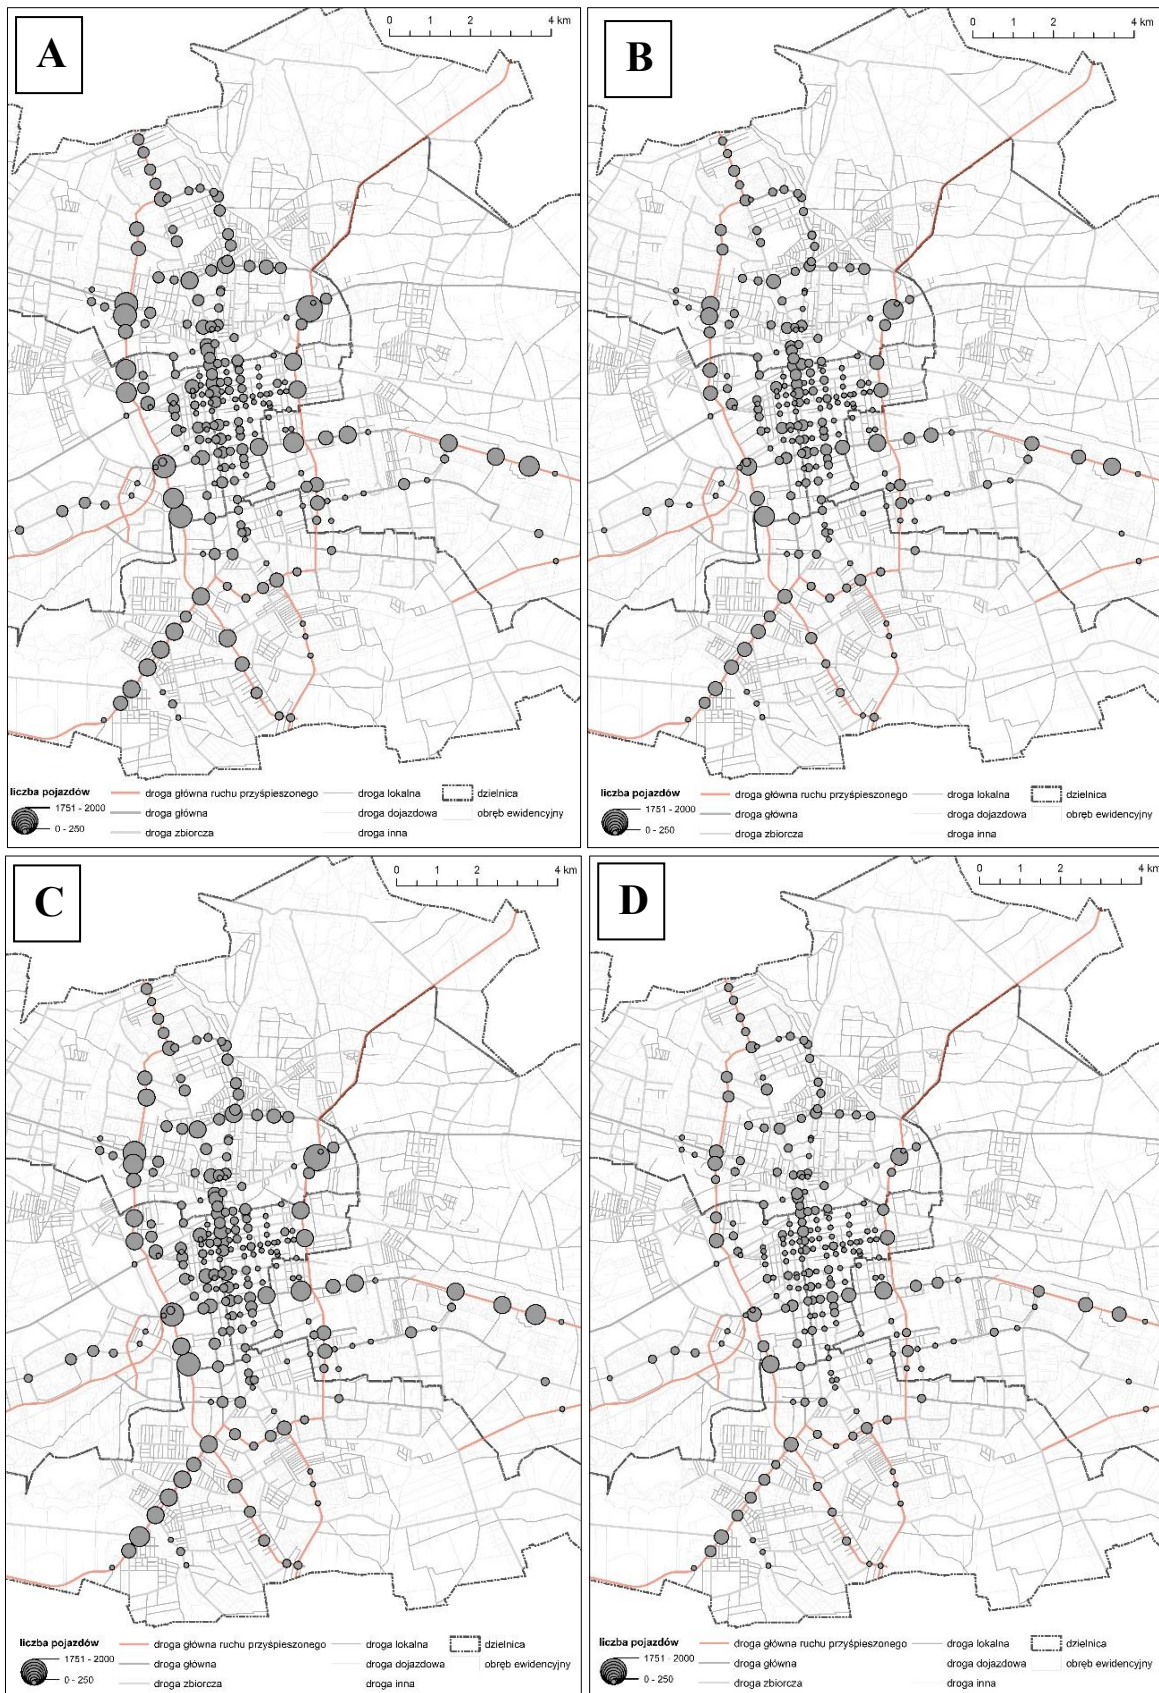 A
0 1 2 4 km
liczba pojazdów
1751 - 2000
0 - 250
droga główna ruchu przyśpieszonego
droga główna
droga zbiorcza
droga lokalna
droga dojazdowa
droga inna
dzielnica
obręb ewidencyjny
B
0 1 2 4 km
liczba pojazdów
1751 - 2000
0 - 250
droga główna ruchu przyśpieszonego
droga główna
droga zbiorcza
droga lokalna
droga dojazdowa
droga inna
dzielnica
obręb ewidencyjny
C
0 1 2 4 km
liczba pojazdów
1751 - 2000
0 - 250
droga główna ruchu przyśpieszonego
droga główna
droga zbiorcza
droga lokalna
droga dojazdowa
droga inna
dzielnica
obręb ewidencyjny
D
0 1 2 4 km
liczba pojazdów
1751 - 2000
0 - 250
droga główna ruchu przyśpieszonego
droga główna
droga zbiorcza
droga lokalna
droga dojazdowa
droga inna
dzielnica
obręb ewidencyjny